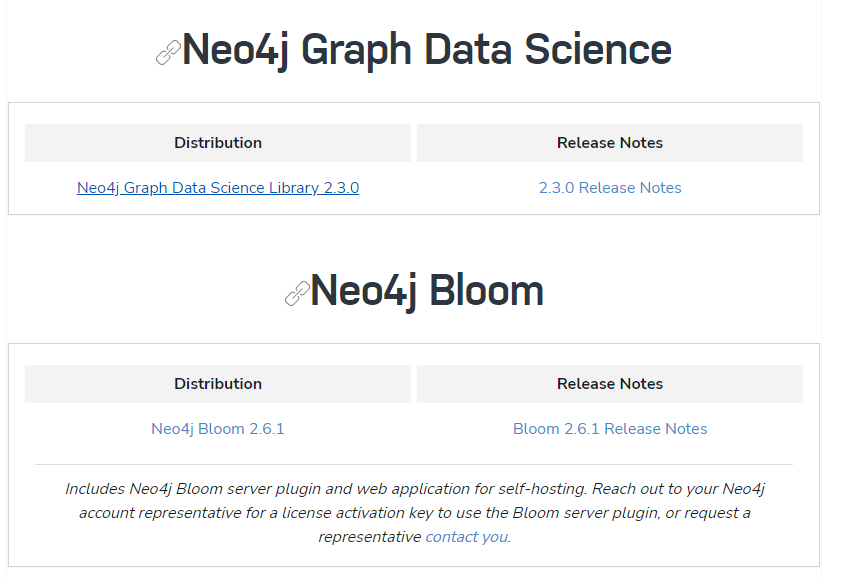 Neo4j Graph Data Science
Distribution
Release Notes
Neo4j Graph Data Science Library 2.3.0
2.3.0 Release Notes
Neo4j Bloom
Distribution
Release Notes
Neo4j Bloom 2.6.1
Bloom 2.6.1 Release Notes
Includes Neo4j Bloom server plugin and web application for self-hosting. Reach out to your Neo4j
account representative for a license activation key to use the Bloom server plugin, or request a
representative contact you.